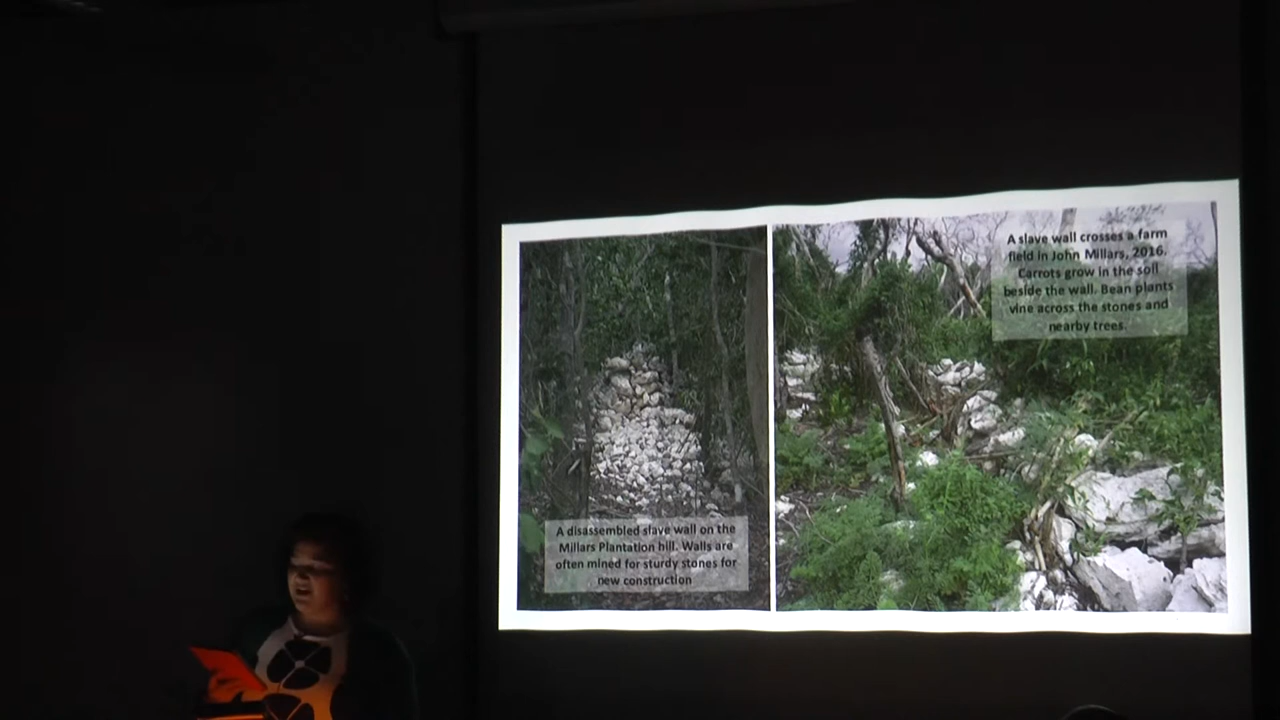 A disassembled slave wall on the
Millars Plantation hill. Walls are
often mined for sturdy stones for
new construction
A slave wall crosses a farm
field in John Millars, 2016.
Carrots grow in the soil
beside the wall. Bean plants
vine across the stones and
nearby trees.